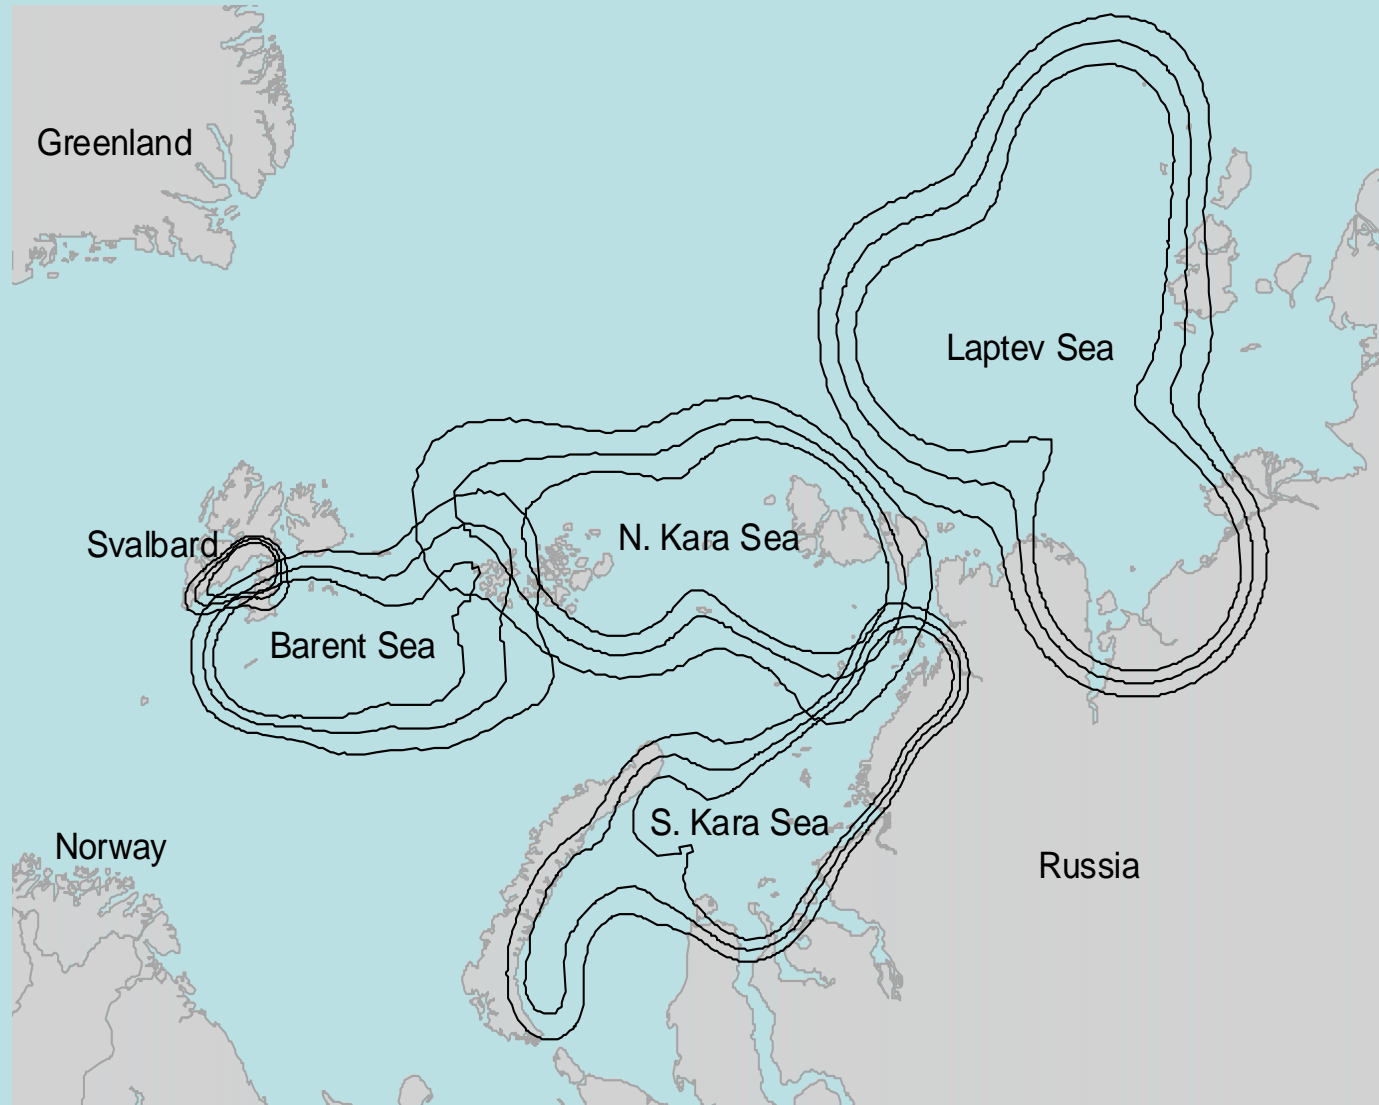 Greenland
Laptev Sea
N. Kara Sea
Svalbard
Barent Sea
S. Kara Sea
Norway
Russia